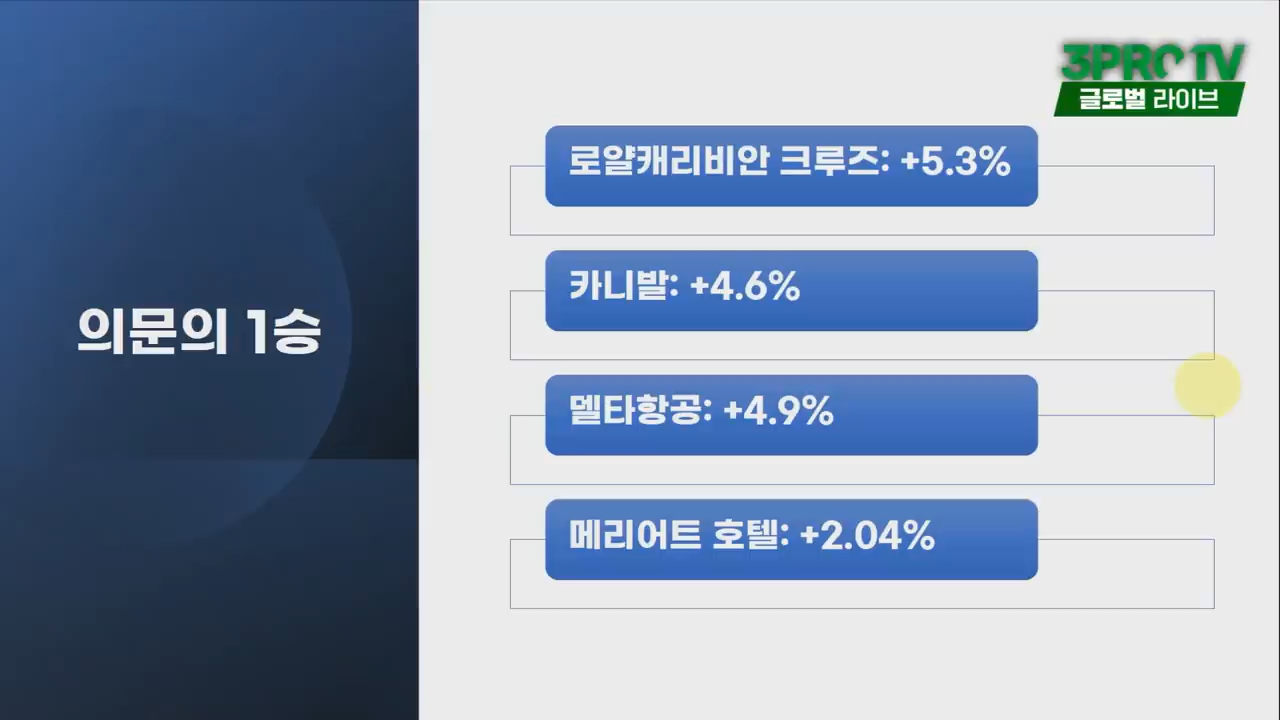 3PRO TV
글로벌 라이브
의문의 1승
로얄캐리비안 크루즈: +5.3%
카니발: +4.6%
델타항공: +4.9%
메리어트 호텔: +2.04%